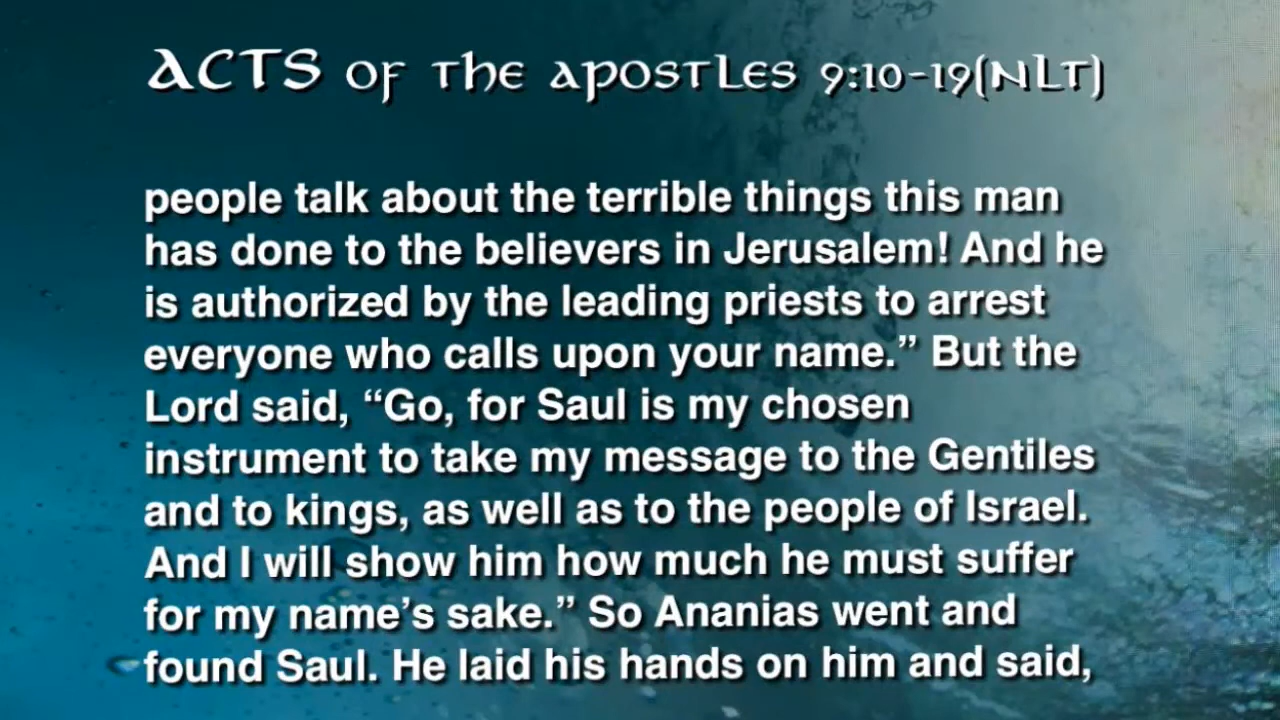 ACTS OF THE APOSTLES 9:10-19(NLT)
people talk about the terrible things this man
has done to the believers in Jerusalem! And he
is authorized by the leading priests to arrest
everyone who calls upon your name.” But the
Lord said, “Go, for Saul is my chosen
instrument to take my message to the Gentiles
and to kings, as well as to the people of Israel.
And I will show him how much he must suffer
for my name’s sake.” So Ananias went and
found Saul. He laid his hands on him and said,